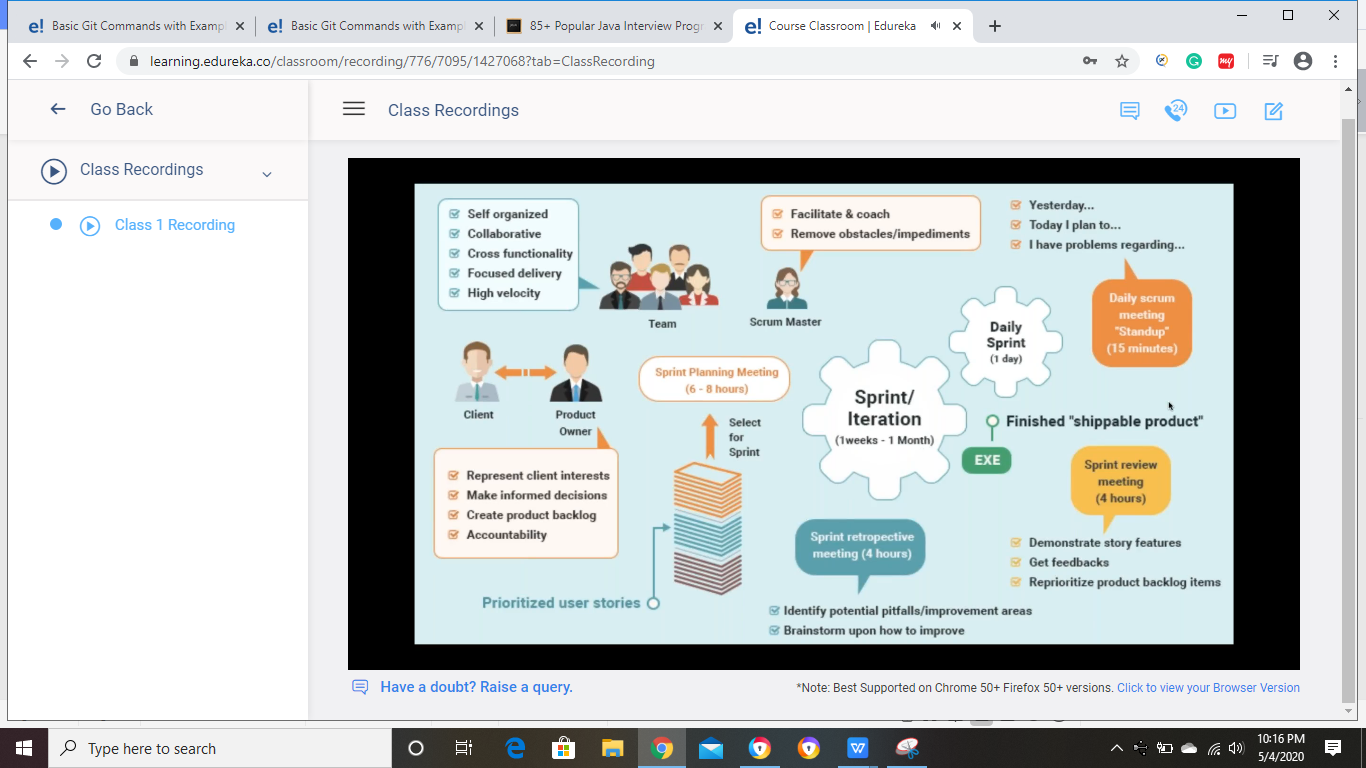 Basic Git Commands with Exampl
Basic Git Commands with Exampl
85+ Popular Java Interview Progr
Course Classroom | Edureka
learning.edureka.co/classroom/recording/776/7095/1427068?tab=ClassRecording
Go Back
Class Recordings
24
Class Recordings
Class 1 Recording
Self organized
Collaborative
Cross functionality
Focused delivery
High velocity
Team
Facilitate & coach
Remove obstacles/impediments
Scrum Master
Yesterday...
Today I plan to...
I have problems regarding...
Daily scrum
meeting
"Standup"
(15 minutes)
Daily
Sprint
(1 day)
Client
Product
Owner
Sprint Planning Meeting
(6 - 8 hours)
Select
for
Sprint
Sprint/
Iteration
(1weeks - 1 Month)
Finished "shippable product"
EXE
Represent client interests
Make informed decisions
Create product backlog
Accountability
Prioritized user stories
Sprint review
meeting
(4 hours)
Sprint retropective
meeting (4 hours)
Demonstrate story features
Get feedbacks
Reprioritize product backlog items
Identify potential pitfalls/improvement areas
Brainstorm upon how to improve
Have a doubt? Raise a query.
*Note: Best Supported on Chrome 50+ Firefox 50+ versions. Click to view your Browser Version
Type here to search
10:16 PM
5/4/2020